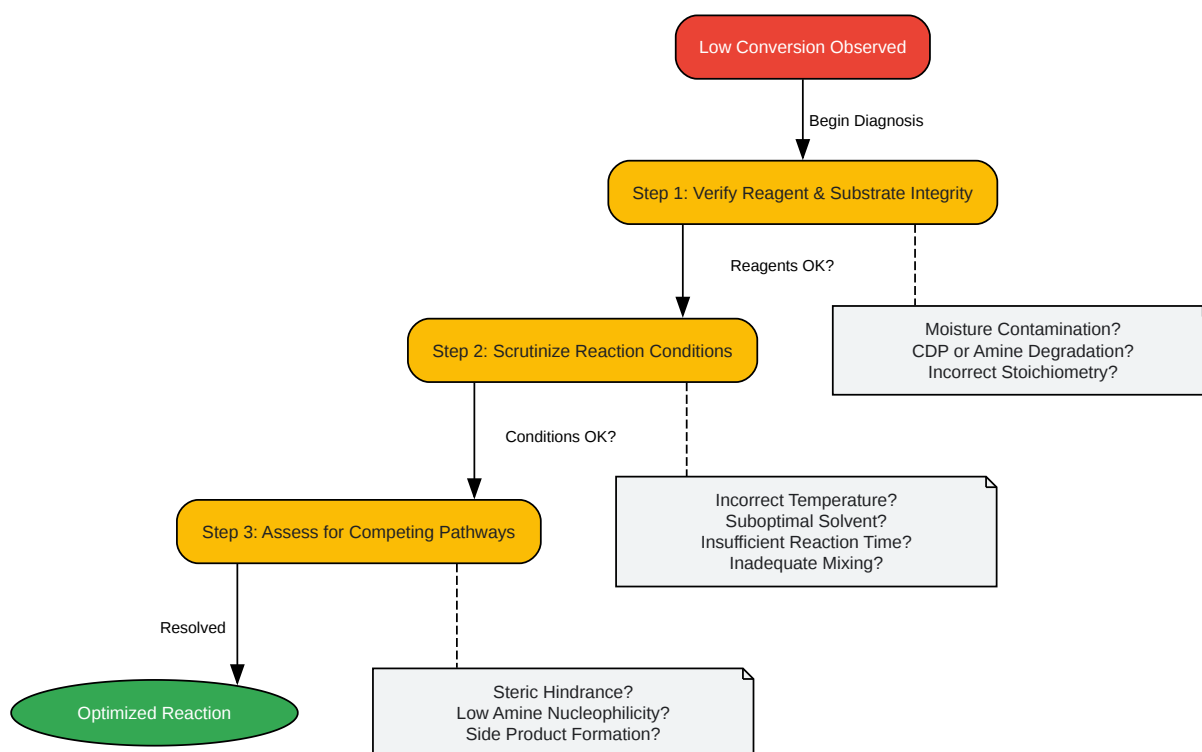 Low Conversion Observed
Begin Diagnosis
Step 1: Verify Reagent & Substrate Integrity
Reagents OK?
Moisture Contamination?
CDP or Amine Degradation?
Incorrect Stoichiometry?
Step 2: Scrutinize Reaction Conditions
Conditions OK?
Incorrect Temperature?
Suboptimal Solvent?
Insufficient Reaction Time?
Inadequate Mixing?
Step 3: Assess for Competing Pathways
Resolved
Steric Hindrance?
Low Amine Nucleophilicity?
Side Product Formation?
Optimized Reaction